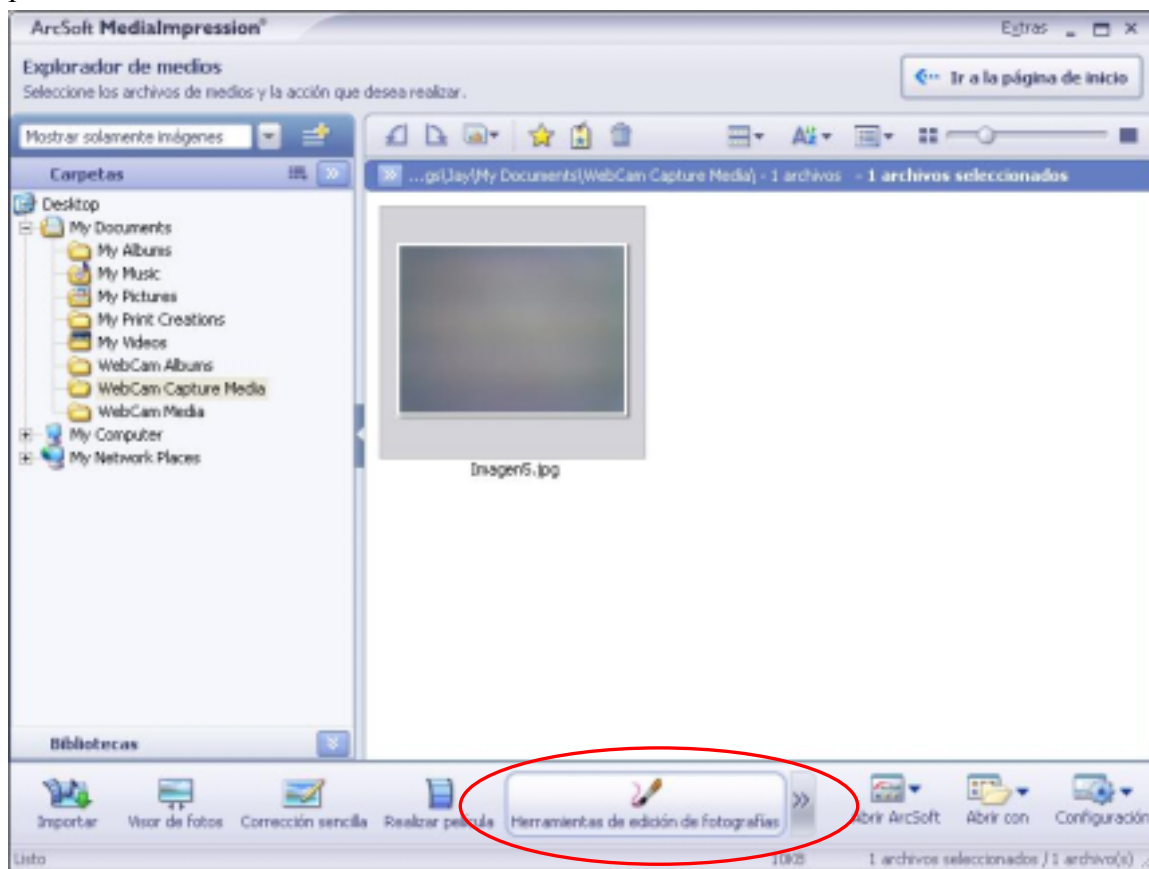 ArcSoft MediaImpression®
Extras
Explorador de medios
Seleccione los archivos de medios y la acción que desea realizar.
Ir a la página de inicio
Mostrar solamente imágenes
Carpetas
...gs\Jay\My Documents\WebCam Capture Media\ - 1 archivos - 1 archivos seleccionados
Desktop
My Documents
My Albums
My Music
My Pictures
My Print Creations
My Videos
WebCam Albums
WebCam Capture Media
WebCam Media
My Computer
My Network Places
Imagen5.jpg
Bibliotecas
Importar
Visor de fotos
Corrección sencilla
Realizar película
Herramientas de edición de fotografías
Abrir ArcSoft
Abrir con
Configuración
Listo
10KB
1 archivos seleccionados / 1 archivo(s)